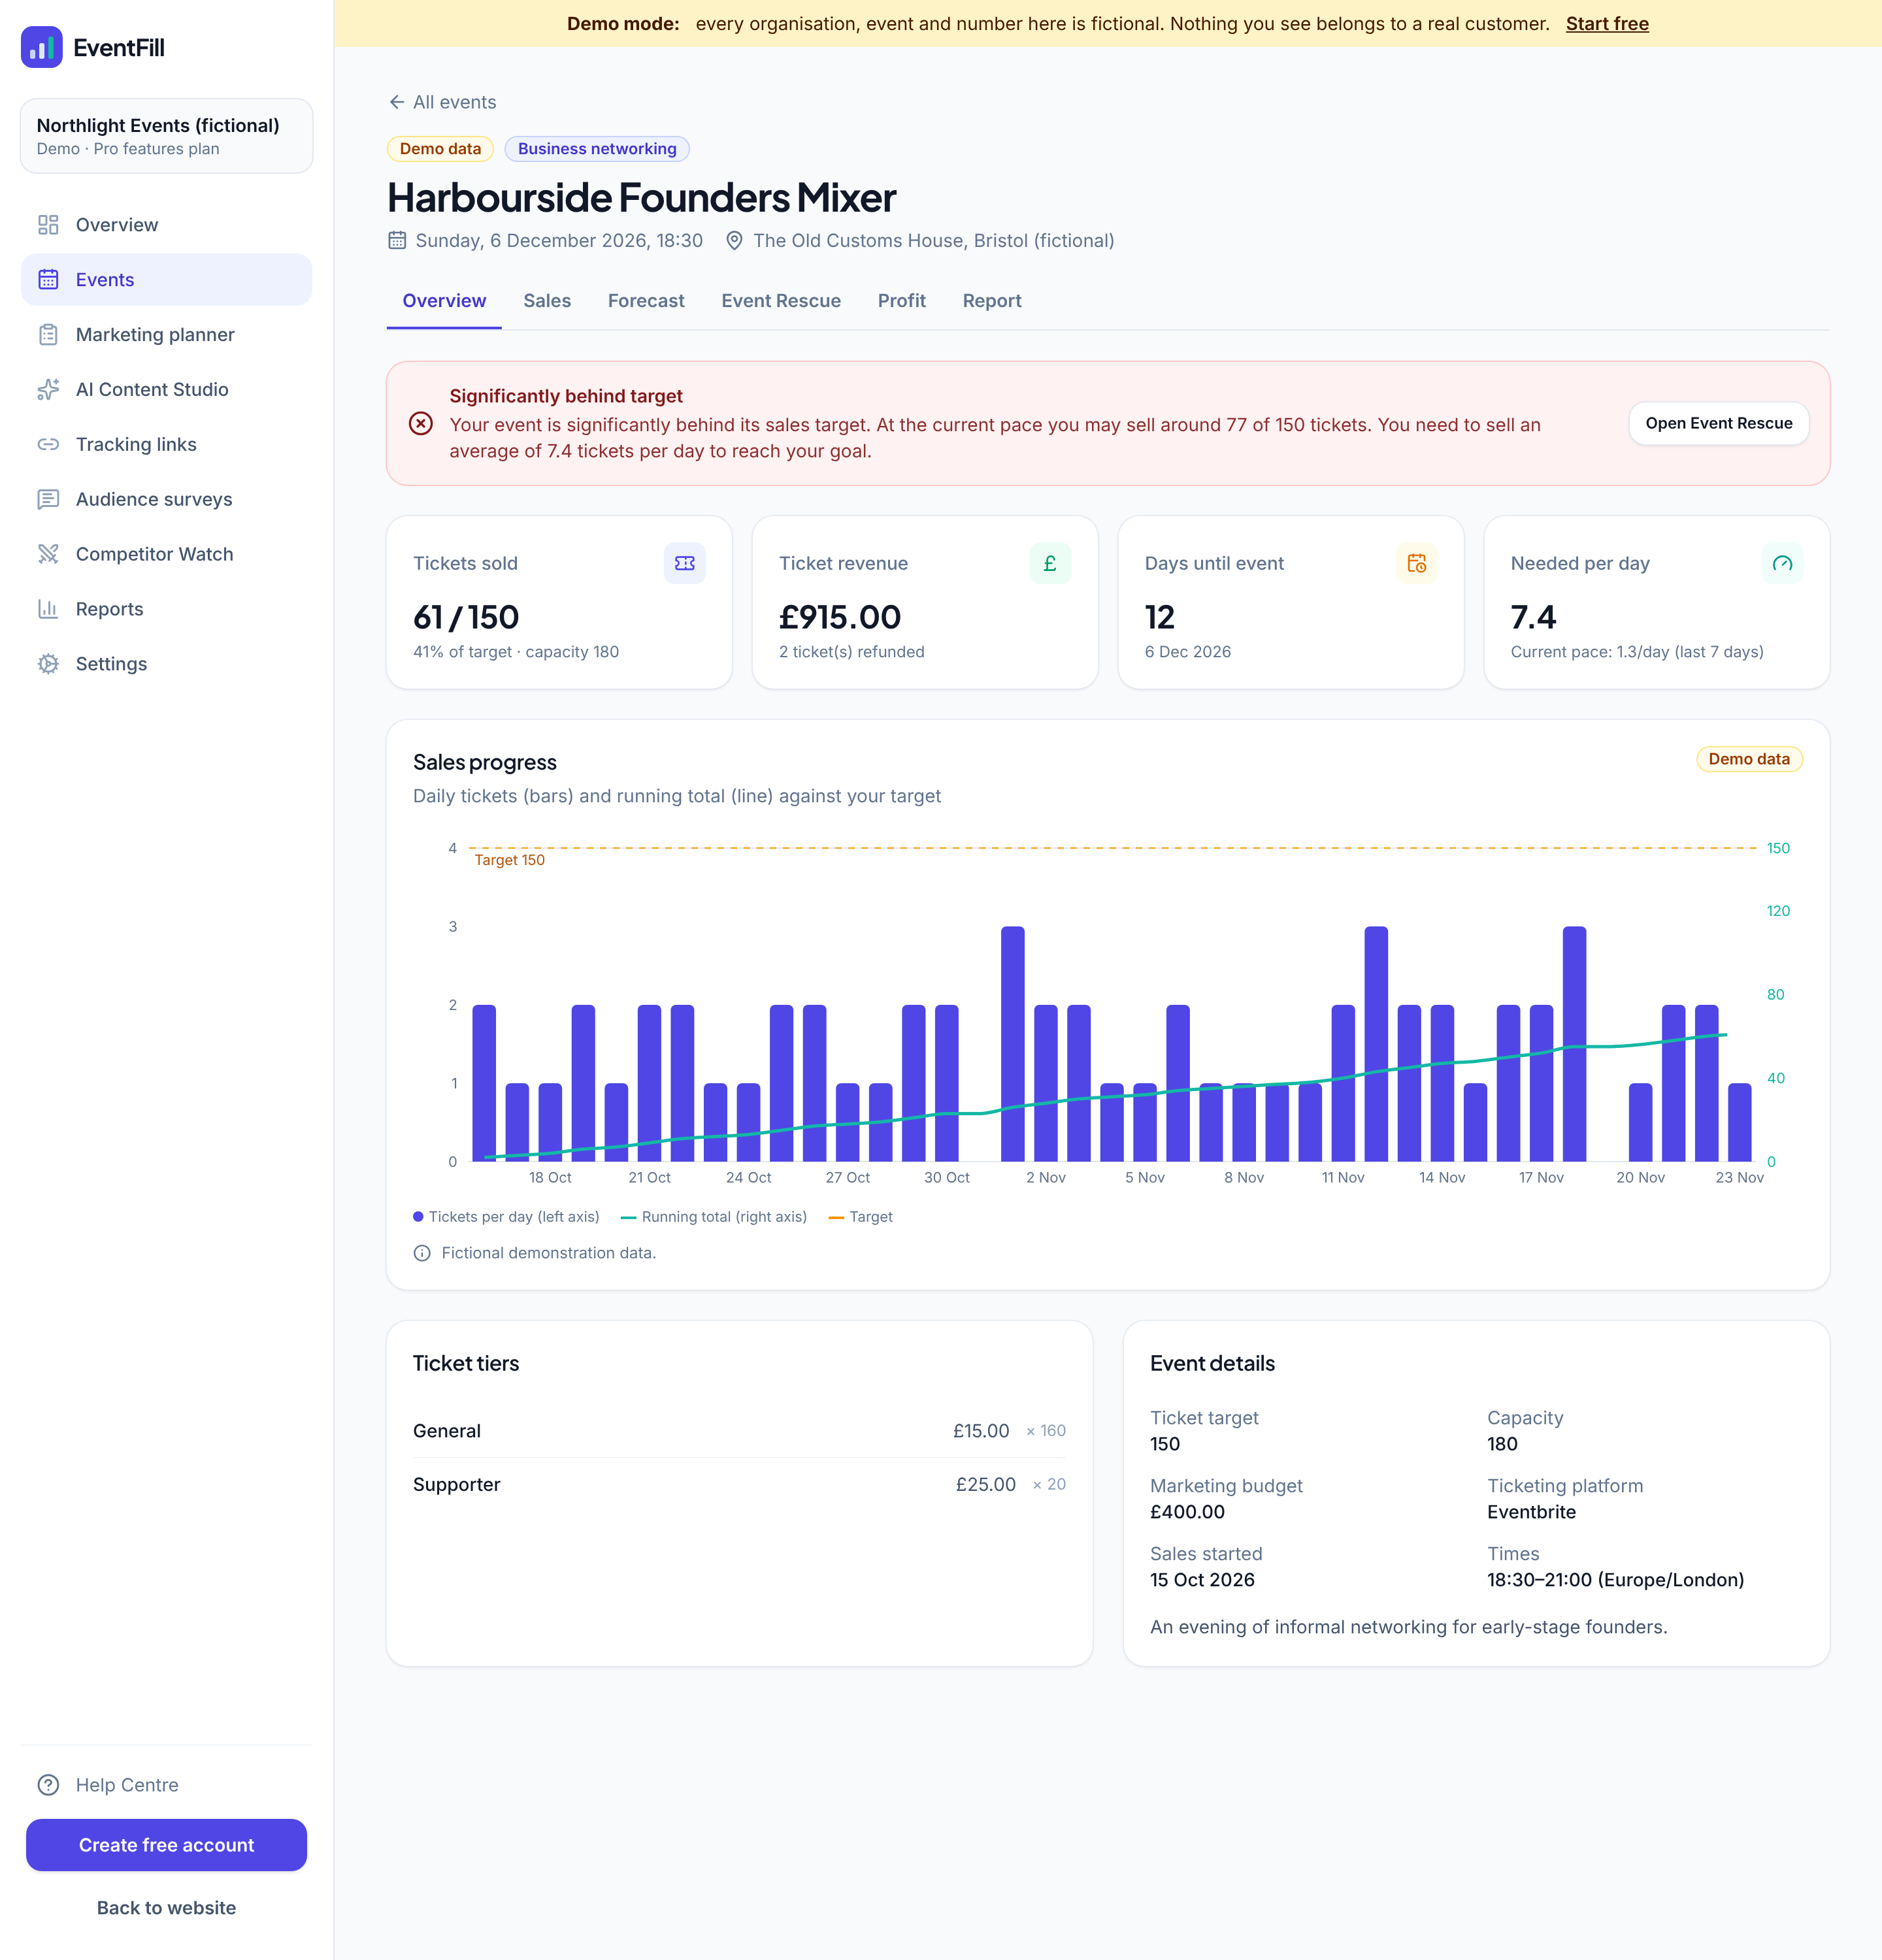 EventFill
Northlight Events (fictional)
Demo · Pro features plan
Overview
Events
Marketing planner
AI Content Studio
Tracking links
Audience surveys
Competitor Watch
Reports
Settings
Help Centre
Create free account
Back to website
Demo mode: every organisation, event and number here is fictional. Nothing you see belongs to a real customer. Start free
All events
Demo data Business networking
Harbourside Founders Mixer
Sunday, 6 December 2026, 18:30 The Old Customs House, Bristol (fictional)
Overview Sales Forecast Event Rescue Profit Report
Significantly behind target
Your event is significantly behind its sales target. At the current pace you may sell around 77 of 150 tickets. You need to sell an
average of 7.4 tickets per day to reach your goal.
Open Event Rescue
Tickets sold
61 / 150
41% of target · capacity 180
Ticket revenue
£
£915.00
2 ticket(s) refunded
Days until event
12
6 Dec 2026
Needed per day
7.4
Current pace: 1.3/day (last 7 days)
Sales progress
Demo data
Daily tickets (bars) and running total (line) against your target
4
3
2
1
0
Target 150
150
120
80
40
0
18 Oct 21 Oct 24 Oct 27 Oct 30 Oct 2 Nov 5 Nov 8 Nov 11 Nov 14 Nov 17 Nov 20 Nov 23 Nov
Tickets per day (left axis) Running total (right axis) Target
Fictional demonstration data.
Ticket tiers
General £15.00 × 160
Supporter £25.00 × 20
Event details
Ticket target
150
Capacity
180
Marketing budget
£400.00
Ticketing platform
Eventbrite
Sales started
15 Oct 2026
Times
18:30–21:00 (Europe/London)
An evening of informal networking for early-stage founders.